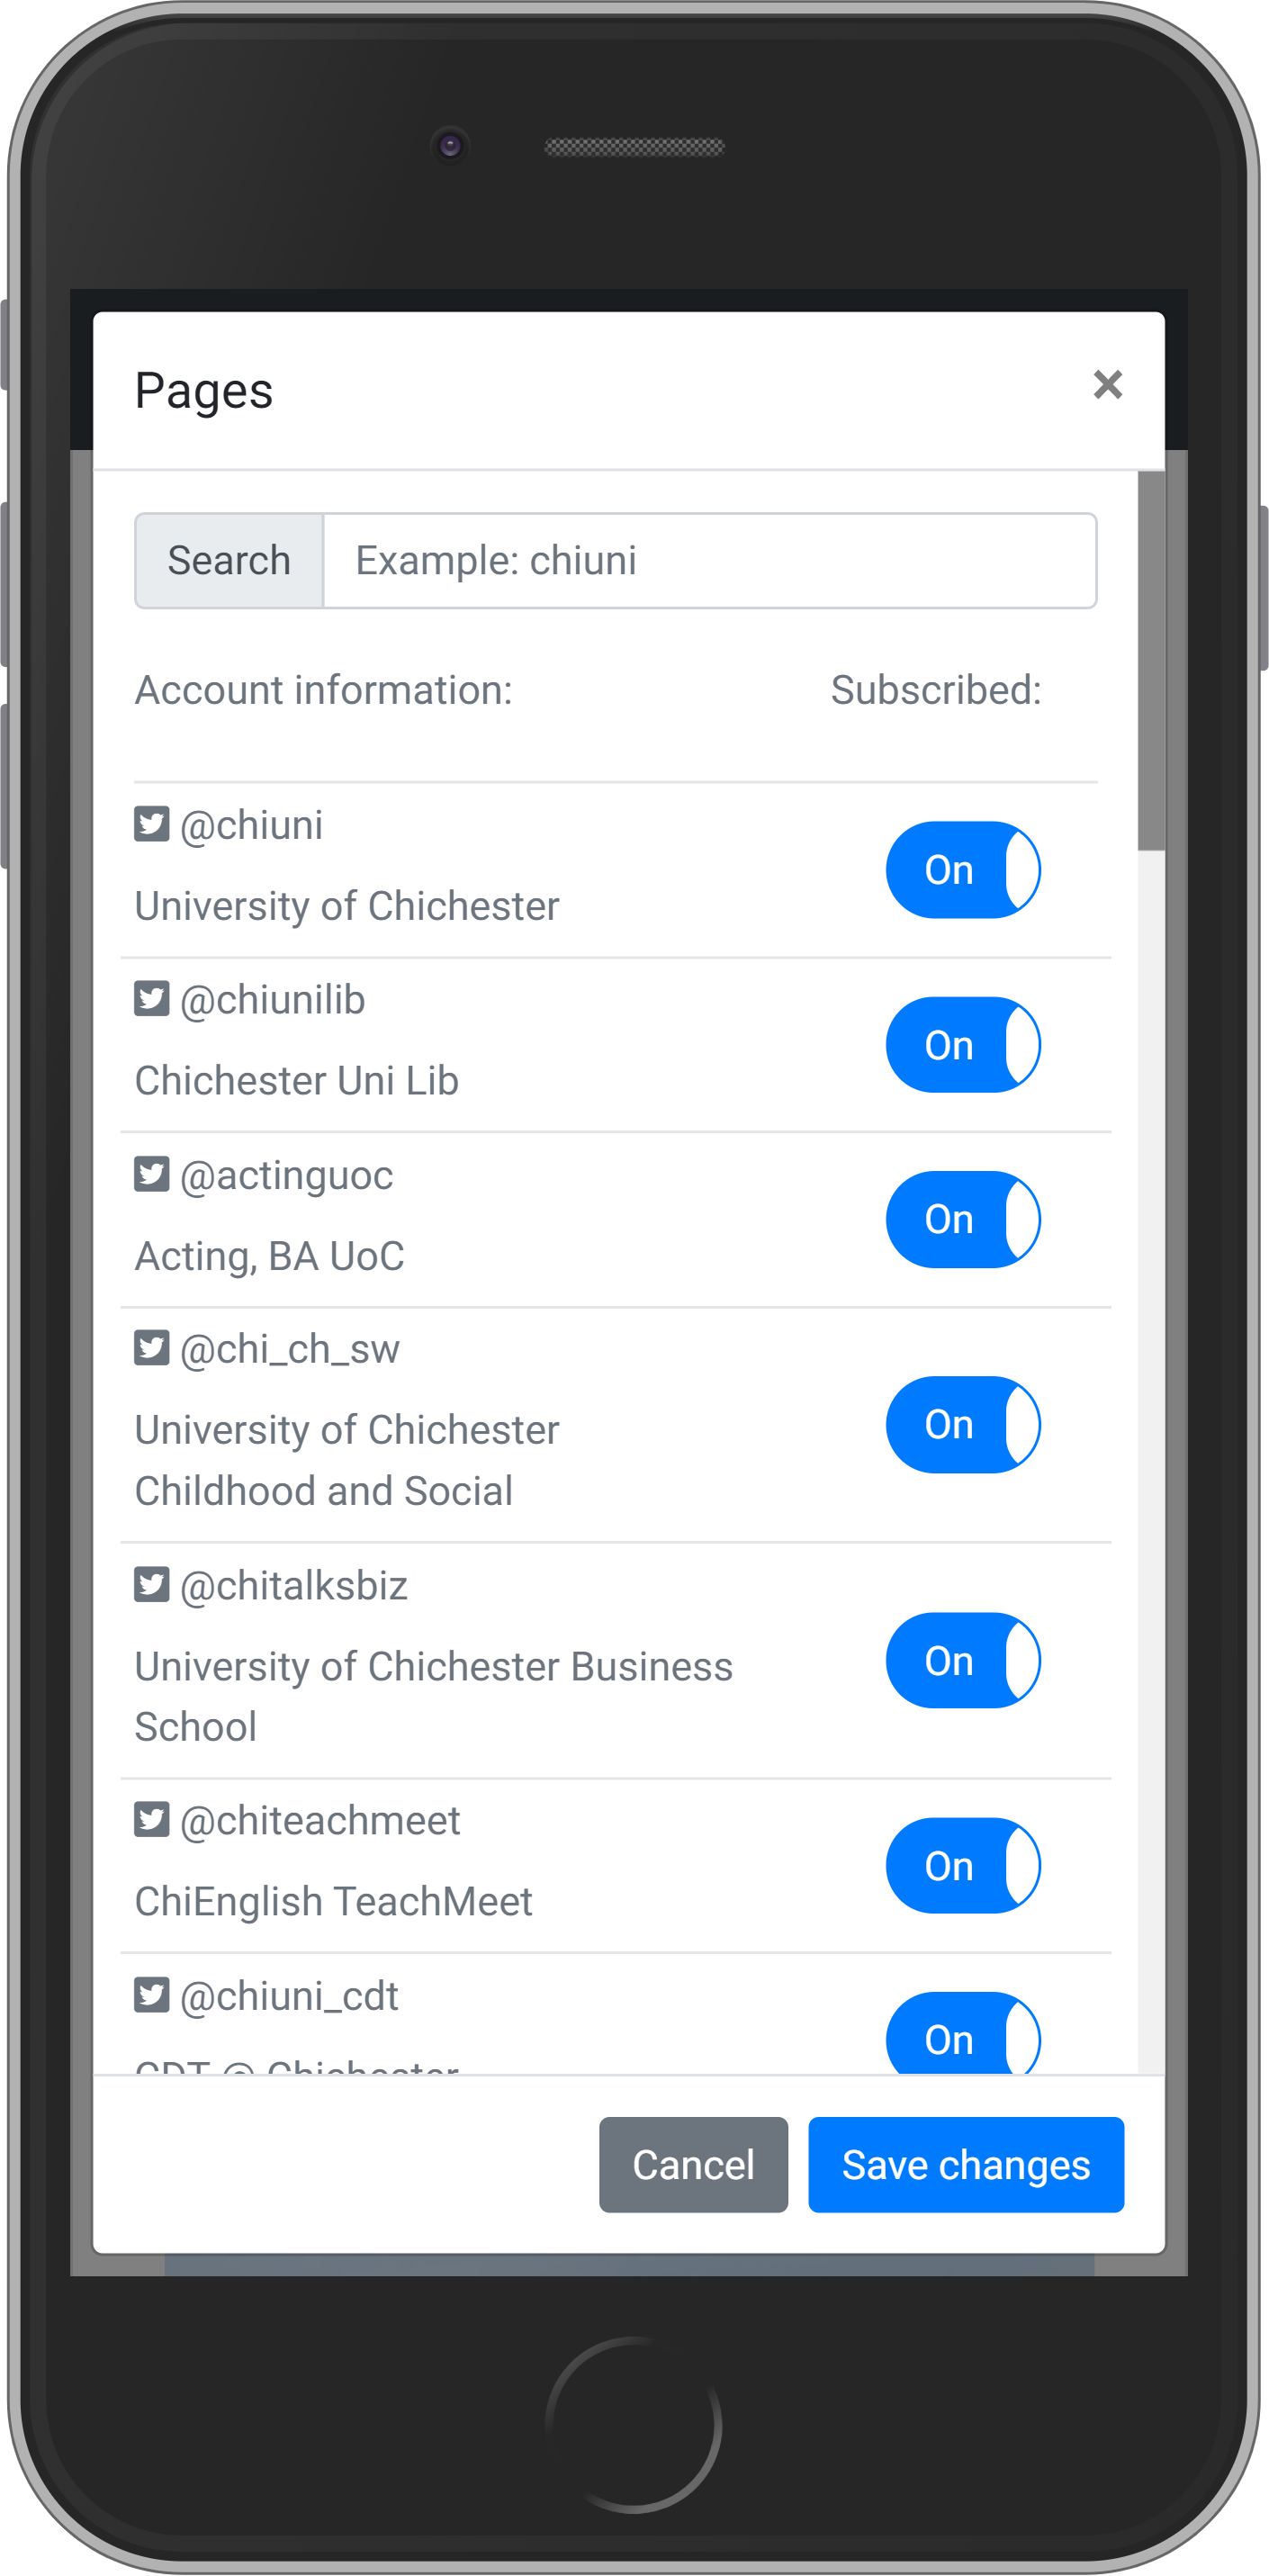 Pages ×
Search Example: chiuni
Account information: Subscribed:
@chiuni
On
University of Chichester
@chiunilib
On
Chichester Uni Lib
@actinguoc
On
Acting, BA UoC
@chi_ch_sw
University of Chichester
On
Childhood and Social
@chitalksbiz
On
University of Chichester Business
School
@chiteachmeet
On
ChiEnglish TeachMeet
@chiuni_cdt
On
CDT @ Chichester
Cancel Save changes